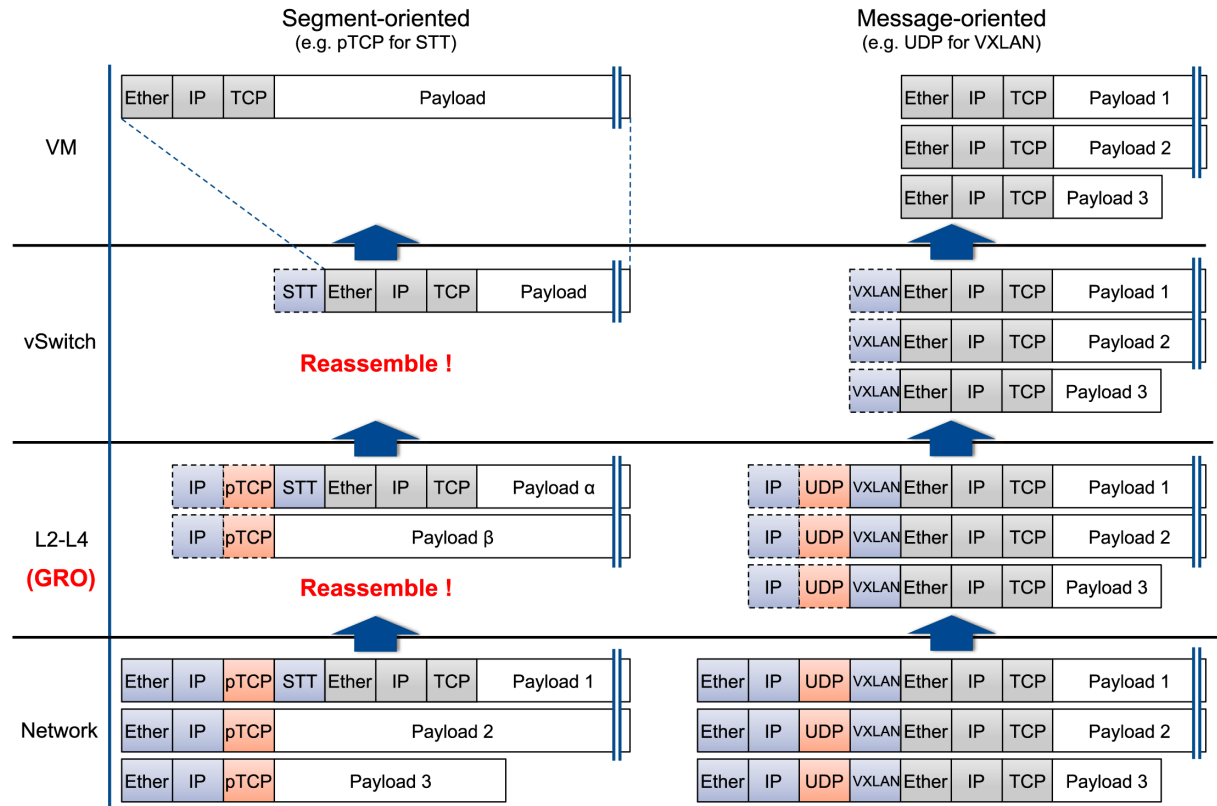 Segment-oriented
(e.g. pTCP for STT)
Message-oriented
(e.g. UDP for VXLAN)
VM
Ether IP TCP Payload
Ether IP TCP Payload 1
Ether IP TCP Payload 2
Ether IP TCP Payload 3
vSwitch
STT Ether IP TCP Payload
Reassemble !
VXLAN Ether IP TCP Payload 1
VXLAN Ether IP TCP Payload 2
VXLAN Ether IP TCP Payload 3
L2-L4
(GRO)
IP pTCP STT Ether IP TCP Payload α
IP pTCP Payload β
Reassemble !
IP UDP VXLAN Ether IP TCP Payload 1
IP UDP VXLAN Ether IP TCP Payload 2
IP UDP VXLAN Ether IP TCP Payload 3
Network
Ether IP pTCP STT Ether IP TCP Payload 1
Ether IP pTCP Payload 2
Ether IP pTCP Payload 3
Ether IP UDP VXLAN Ether IP TCP Payload 1
Ether IP UDP VXLAN Ether IP TCP Payload 2
Ether IP UDP VXLAN Ether IP TCP Payload 3